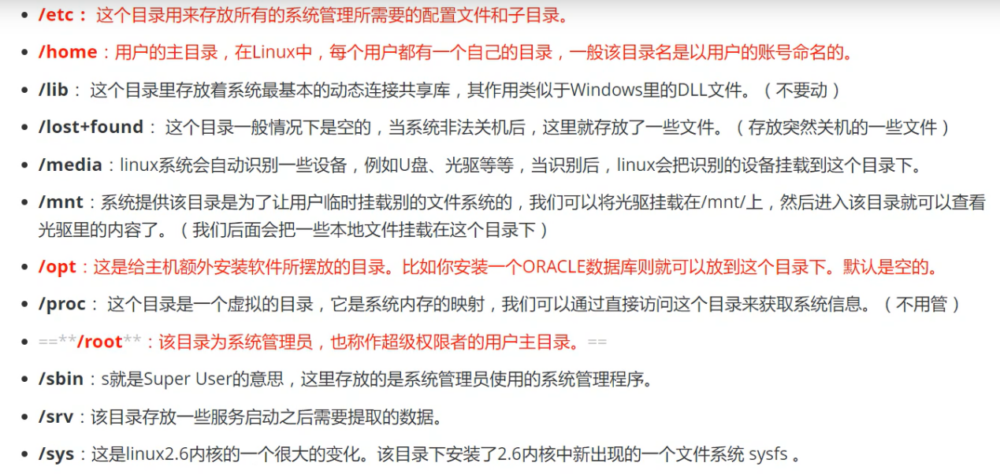 • /etc： 这个目录用来存放所有的系统管理所需要的配置文件和子目录。
• /home：用户的主目录，在Linux中，每个用户都有一个自己的目录，一般该目录名是以用户的账号命名的。
• /lib： 这个目录里存放着系统最基本的动态连接共享库，其作用类似于Windows里的DLL文件。（不要动）
• /lost+found： 这个目录一般情况下是空的，当系统非法关机后，这里就存放了一些文件。（存放突然关机的一些文件）
• /media：linux系统会自动识别一些设备，例如U盘、光驱等等，当识别后，linux会把识别的设备挂载到这个目录下。
• /mnt：系统提供该目录是为了让用户临时挂载别的文件系统的，我们可以将光驱挂载在/mnt/上，然后进入该目录就可以查看
光驱里的内容了。（我们后面会把一些本地文件挂载在这个目录下）
• /opt：这是给主机额外安装软件所摆放的目录。比如你安装一个ORACLE数据库则就可以放到这个目录下。默认是空的。
• /proc： 这个目录是一个虚拟的目录，它是系统内存的映射，我们可以通过直接访问这个目录来获取系统信息。（不用管）
• ==**/root**：该目录为系统管理员，也称作超级权限者的用户主目录。==
• /sbin：s就是Super User的意思，这里存放的是系统管理员使用的系统管理程序。
• /srv：该目录存放一些服务启动之后需要提取的数据。
• /sys：这是linux2.6内核的一个很大的变化。该目录下安装了2.6内核中新出现的一个文件系统 sysfs 。